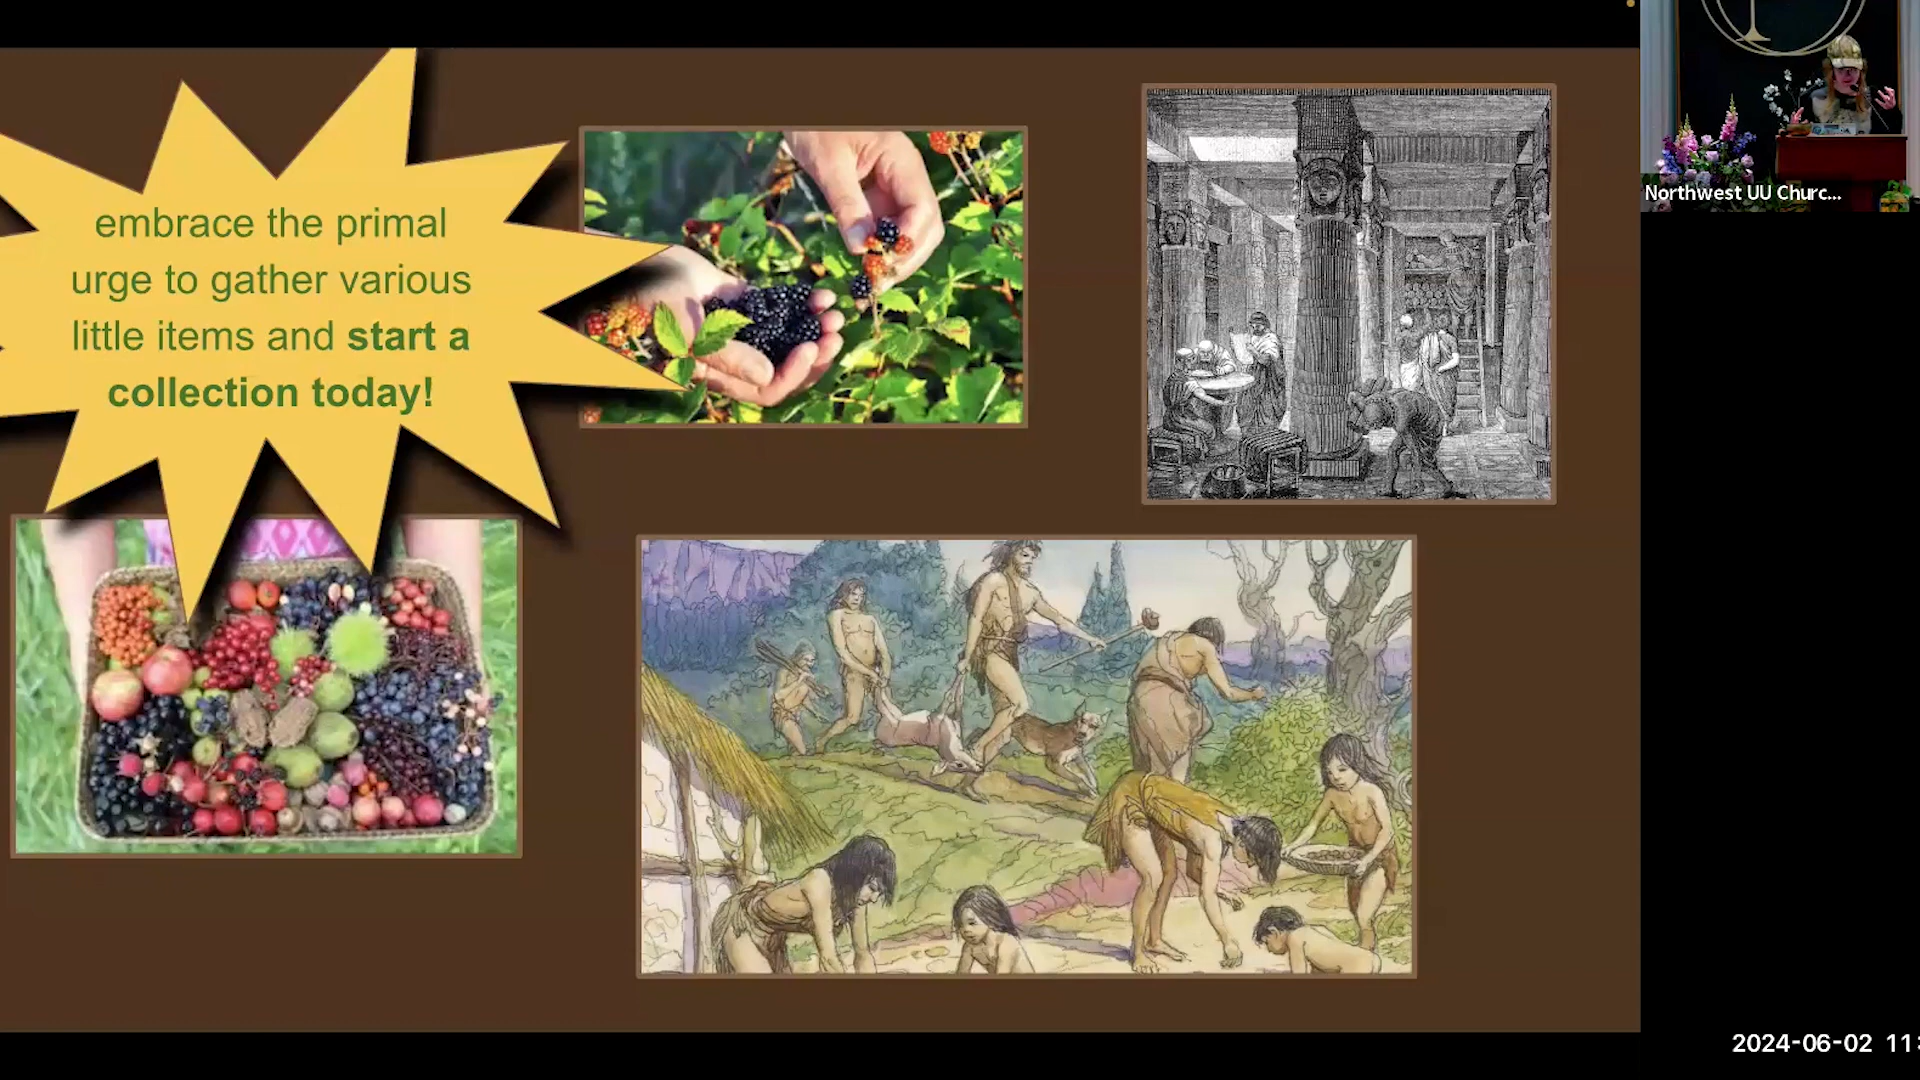 embrace the primal
urge to gather various
little items and start a
collection today!
Northwest UU Churc...
2024-06-02 11: